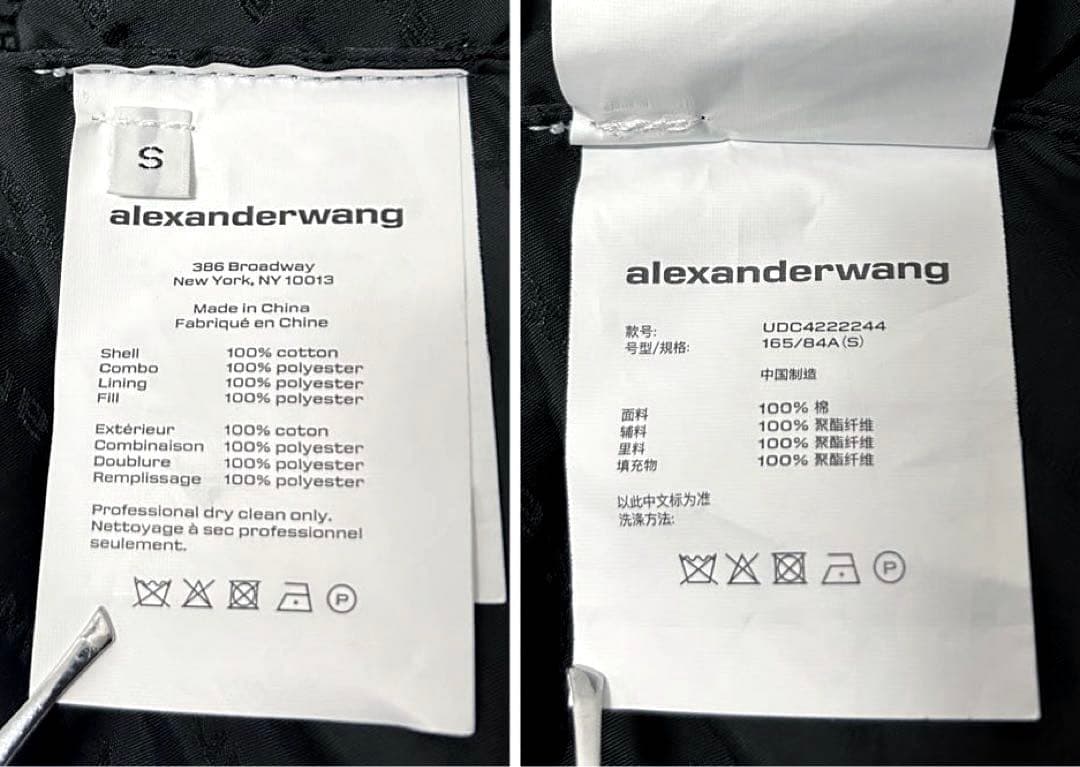 S
alexanderwang
386 Broadway
New York, NY 10013
Made in China
Fabriqué en Chine
Shell 100% cotton
Combo 100% polyester
Lining 100% polyester
Fill 100% polyester
Extérieur 100% coton
Combinaison 100% polyester
Doublure 100% polyester
Remplissage 100% polyester
Professional dry clean only.
Nettoyage à sec professionnel
seulement.
P
alexanderwang
款号: UDC4222244
号型/规格: 165/84A(S)
中国制造
面料 100% 棉
辅料 100% 聚酯纤维
里料 100% 聚酯纤维
填充物 100% 聚酯纤维
以此中文标为准
洗涤方法:
P